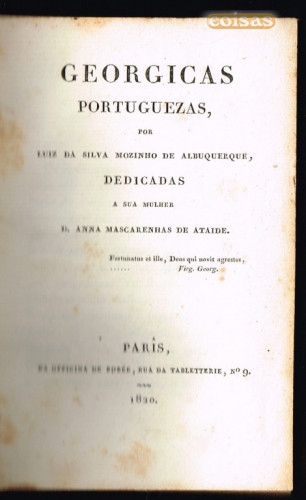 coisas
GEORGICAS
PORTUGUEZAS,
POR
LUIZ DA SILVA MOZINHO DE ALBUQUERQUE,
DEDICADAS
A SUA MULHER
D. ANNA MASCARENHAS DE ATAIDE.
Fortunatus et ille, Deos qui novit agrestes,
...... Virg. Georg.
PARÎS,
NA OFFICINA DE BOBÉE, RUA DA TABLETTERIE, Nº 9.
1820.